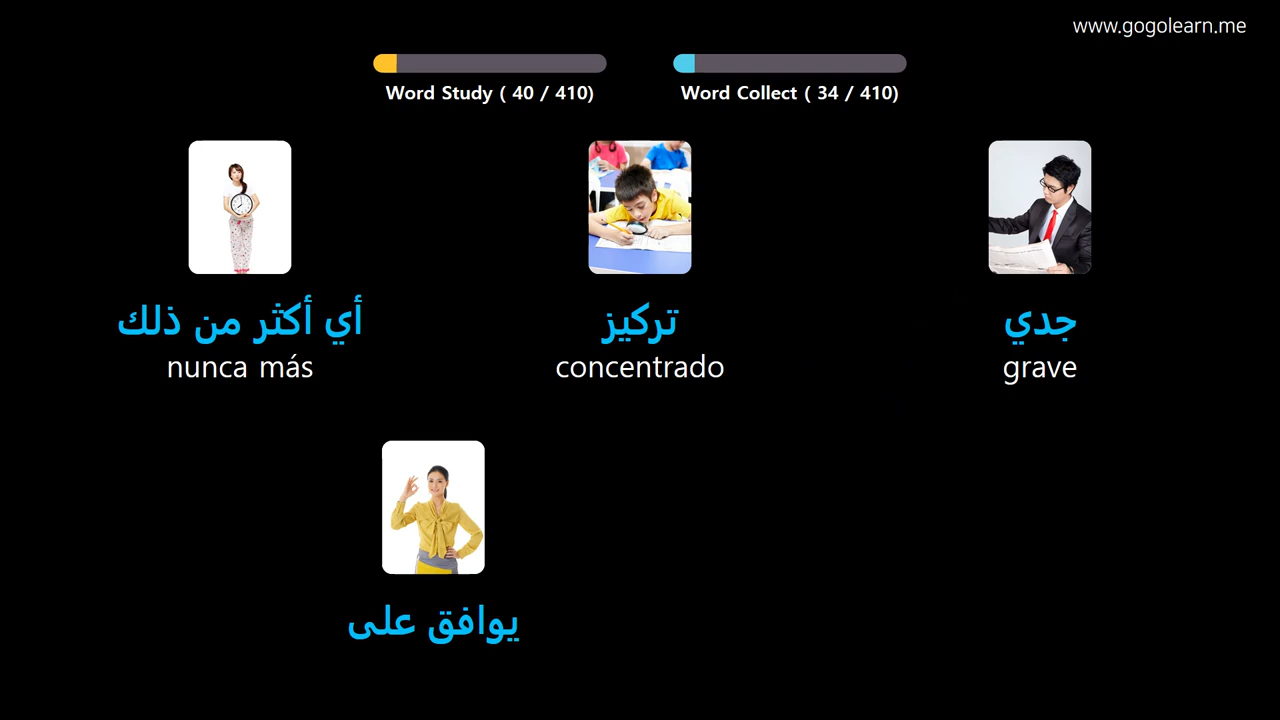 www.gogolearn.me
Word Study ( 40 / 410)
Word Collect ( 34 / 410)
أي أكثر من ذلك
nunca más
تركيز
concentrado
جدي
grave
يوافق على